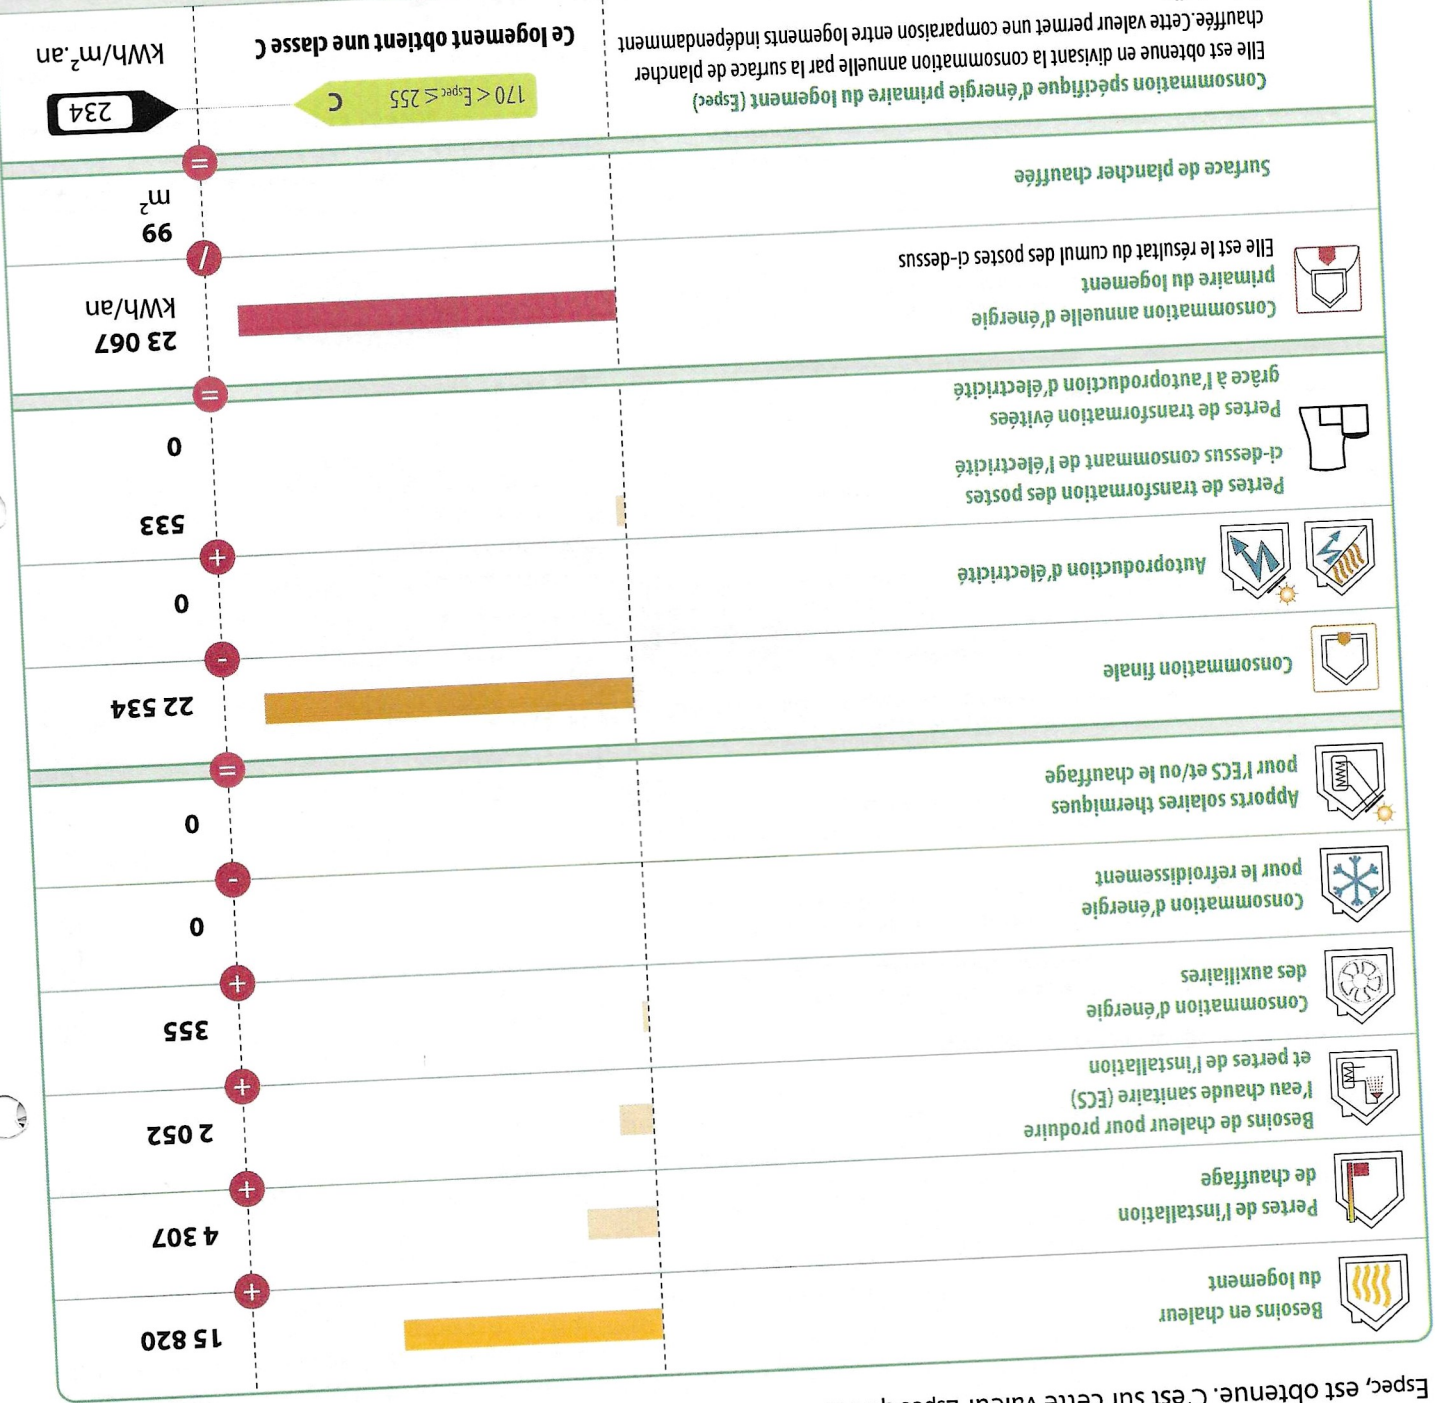 Espec, est obtenue. C'est sur cette valeur Espec q
Besoins en chaleur
du logement
15 820
+
Pertes de l'installation
de chauffage
4 307
+
Besoins de chaleur pour produire
l'eau chaude sanitaire (ECS)
et pertes de l'installation
2 052
+
Consommation d'énergie
des auxiliaires
355
+
Consommation d'énergie
pour le refroidissement
0
-
Apports solaires thermiques
pour l'ECS et/ou le chauffage
0
=
Consommation finale
22 534
-
Autoproduction d'électricité
0
+
Pertes de transformation des postes
ci-dessus consommant de l'électricité
533
Pertes de transformation évitées
grâce à l'autoproduction d'électricité
0
=
Consommation annuelle d'énergie
primaire du logement
Elle est le résultat du cumul des postes ci-dessus
23 067
kWh/an
/
Surface de plancher chauffée
99
m²
=
Consommation spécifique d'énergie primaire du logement (Espec)
Elle est obtenue en divisant la consommation annuelle par la surface de plancher
chauffée.Cette valeur permet une comparaison entre logements indépendamment
170 < Espec ≤ 255 C
Ce logement obtient une classe C
234
kWh/m².an